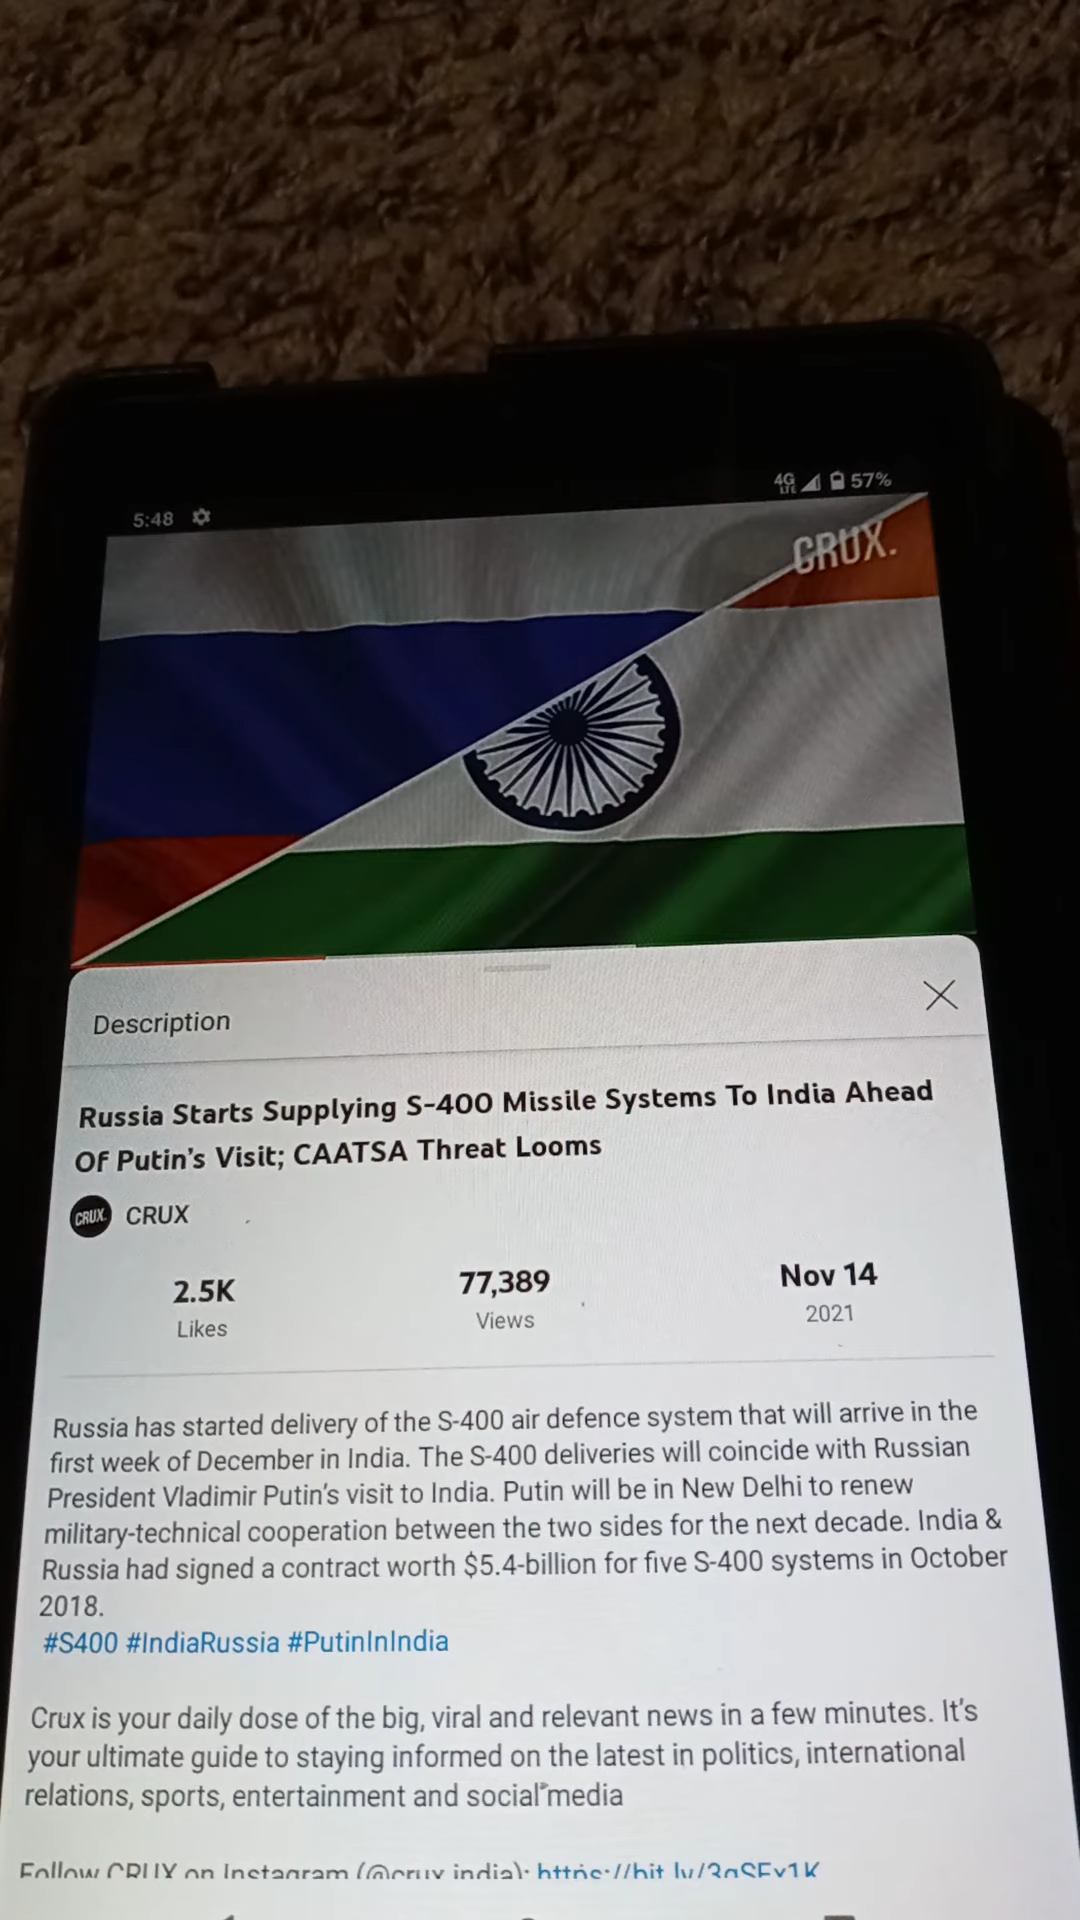 5:48
4G LTE 57%
CRUX.
Description
Russia Starts Supplying S-400 Missile Systems To India Ahead
Of Putin's Visit; CAATSA Threat Looms
CRUX. CRUX
2.5K 77,389 Nov 14
Likes Views 2021
Russia has started delivery of the S-400 air defence system that will arrive in the
first week of December in India. The S-400 deliveries will coincide with Russian
President Vladimir Putin's visit to India. Putin will be in New Delhi to renew
military-technical cooperation between the two sides for the next decade. India &
Russia had signed a contract worth $5.4-billion for five S-400 systems in October
2018.
#S400 #IndiaRussia #PutinInIndia
Crux is your daily dose of the big, viral and relevant news in a few minutes. It's
your ultimate guide to staying informed on the latest in politics, international
relations, sports, entertainment and social media
Follow CRUX on Instagram (@crux.india):